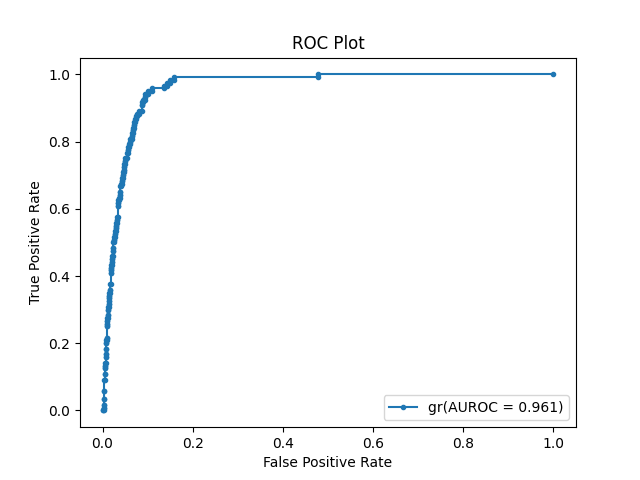 ROC Plot
True Positive Rate
1.0
0.8
0.6
0.4
0.2
0.0
gr(AUROC = 0.961)
0.0 0.2 0.4 0.6 0.8 1.0
False Positive Rate